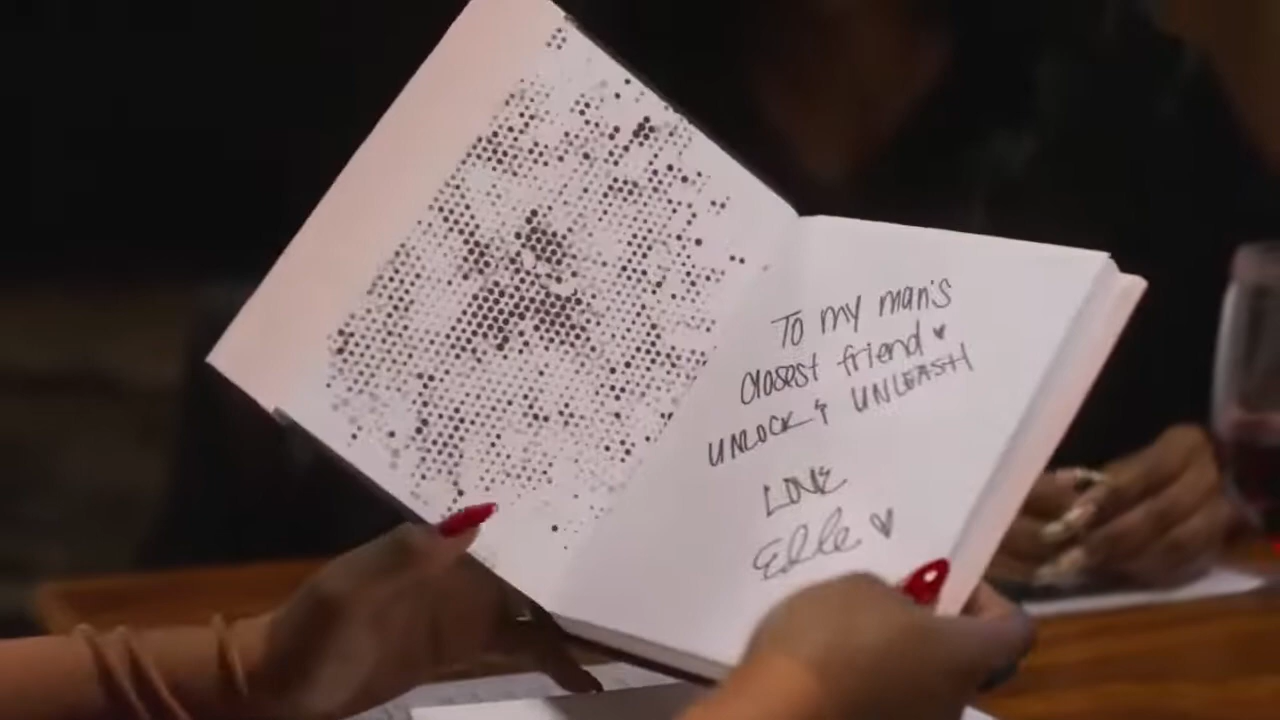 To my man's
closest friend ♥
UNLOCK & UNLEASH
LOVE
Elle ♡